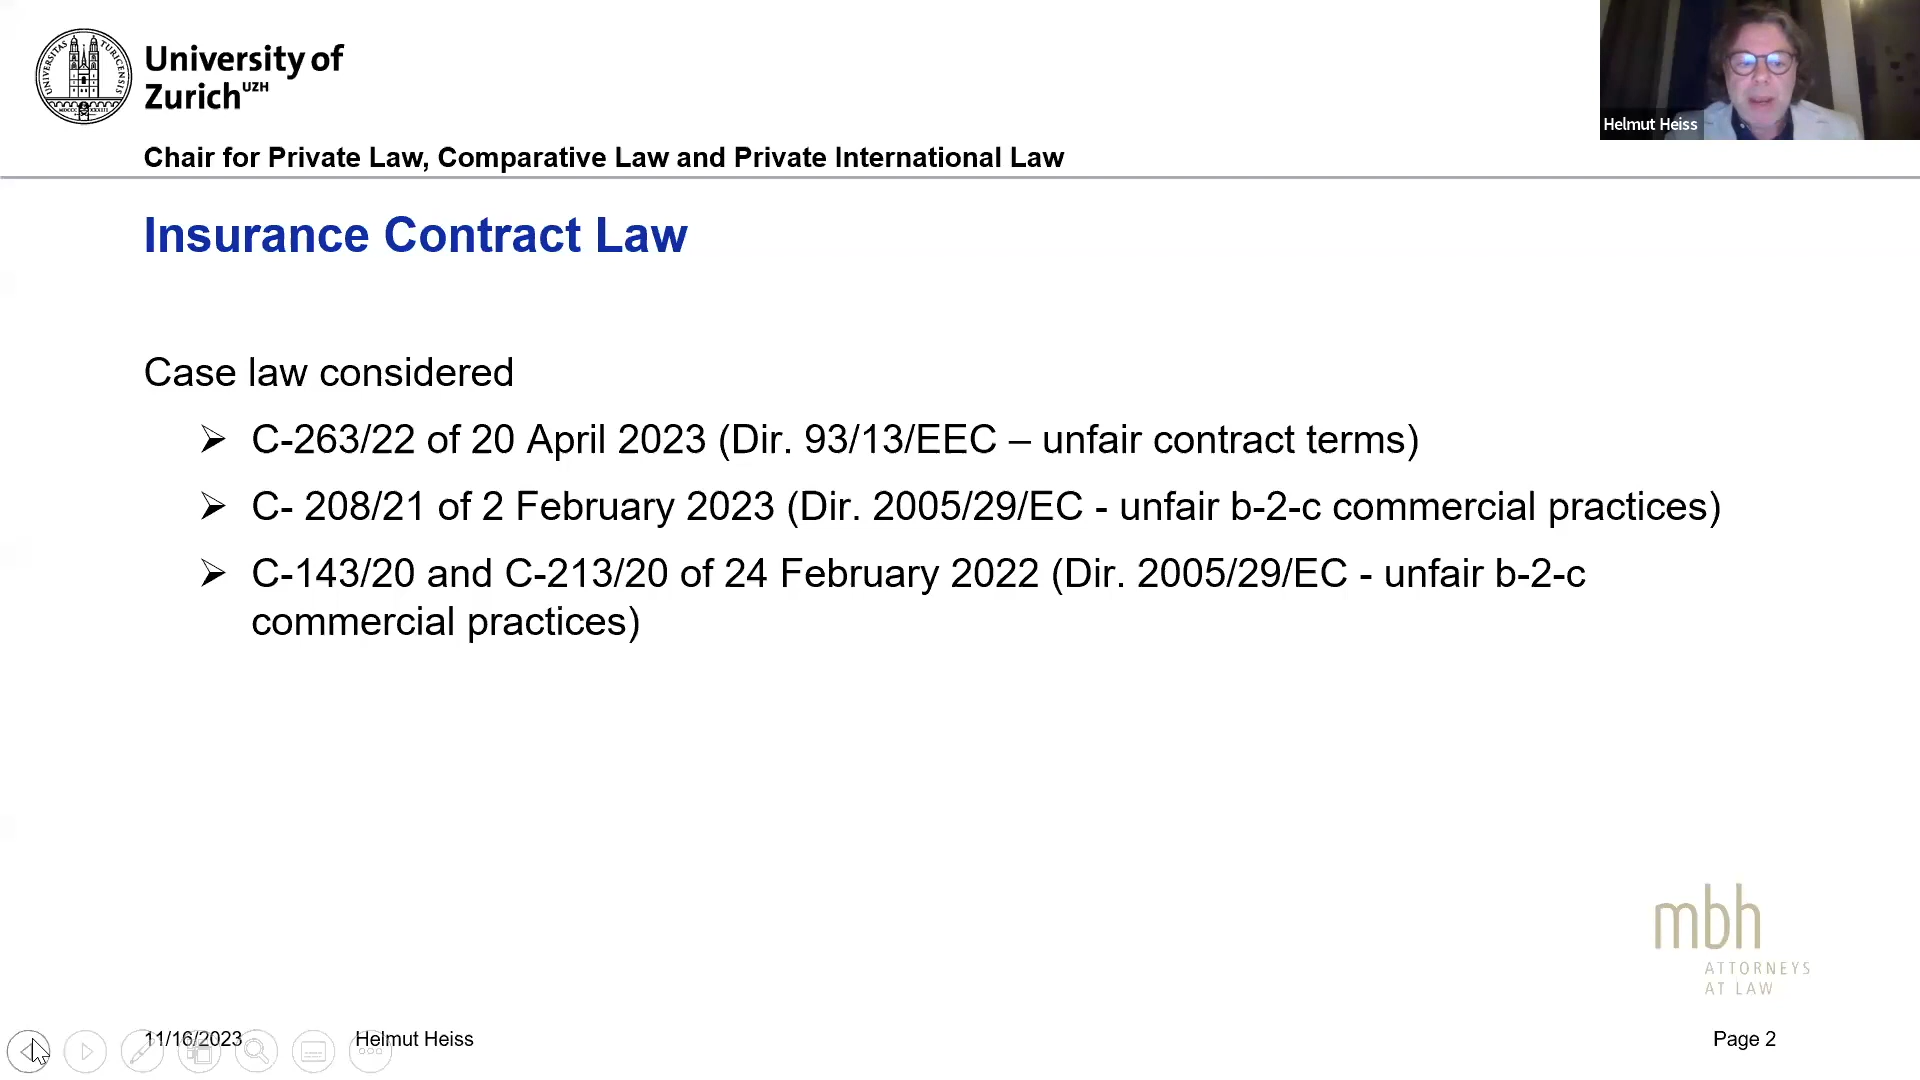 University of
Zurich UZH
Helmut Heiss
Chair for Private Law, Comparative Law and Private International Law
Insurance Contract Law
Case law considered
➢ C-263/22 of 20 April 2023 (Dir. 93/13/EEC – unfair contract terms)
➢ C- 208/21 of 2 February 2023 (Dir. 2005/29/EC - unfair b-2-c commercial practices)
➢ C-143/20 and C-213/20 of 24 February 2022 (Dir. 2005/29/EC - unfair b-2-c
commercial practices)
mbh
ATTORNEYS
AT LAW
11/16/2023
Helmut Heiss
Page 2